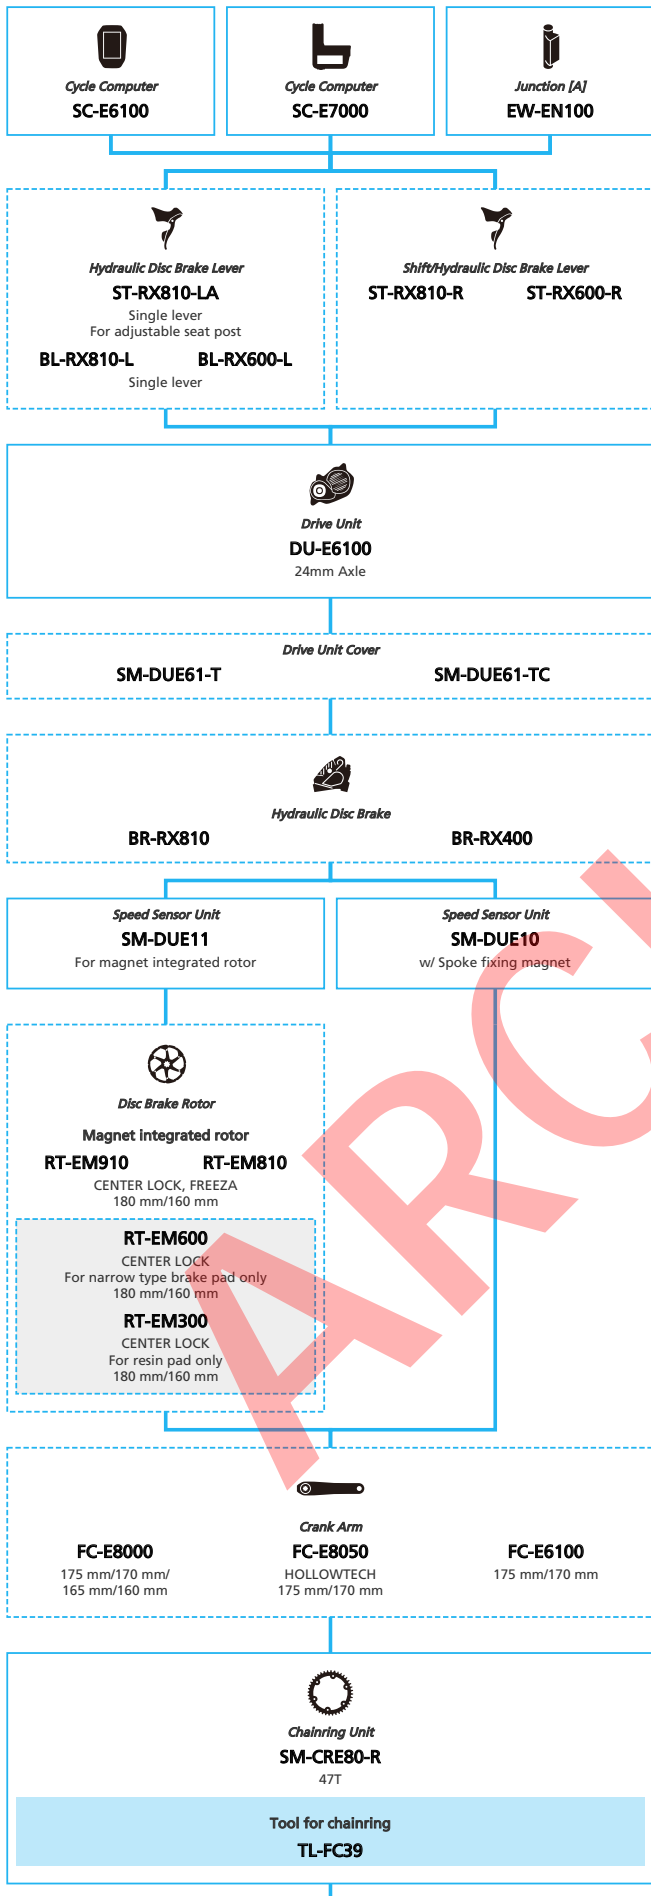 Cycle Computer
SC-E6100
Cycle Computer
SC-E7000
Junction [A]
EW-EN100
Hydraulic Disc Brake Lever
ST-RX810-LA
Single lever
For adjustable seat post
BL-RX810-L BL-RX600-L
Single lever
Shift/Hydraulic Disc Brake Lever
ST-RX810-R ST-RX600-R
Drive Unit
DU-E6100
24mm Axle
Drive Unit Cover
SM-DUE61-T SM-DUE61-TC
Hydraulic Disc Brake
BR-RX810 BR-RX400
Speed Sensor Unit
SM-DUE11
For magnet integrated rotor
Speed Sensor Unit
SM-DUE10
w/ Spoke fixing magnet
Disc Brake Rotor
Magnet integrated rotor
RT-EM910 RT-EM810
CENTER LOCK, FREEZA
180 mm/160 mm
RT-EM600
CENTER LOCK
For narrow type brake pad only
180 mm/160 mm
RT-EM300
CENTER LOCK
For resin pad only
180 mm/160 mm
Crank Arm
FC-E8000
175 mm/170 mm/
165 mm/160 mm
FC-E8050
HOLLOWTECH
175 mm/170 mm
FC-E6100
175 mm/170 mm
Chainring Unit
SM-CRE80-R
47T
Tool for chainring
TL-FC39